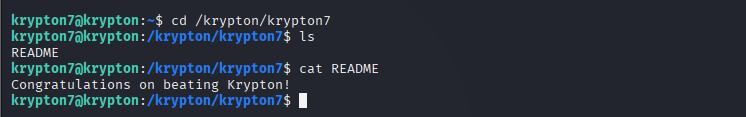 krypton7@krypton:~$ cd /krypton/krypton7
krypton7@krypton:/krypton/krypton7$ ls
README
krypton7@krypton:/krypton/krypton7$ cat README
Congratulations on beating Krypton!
krypton7@krypton:/krypton/krypton7$